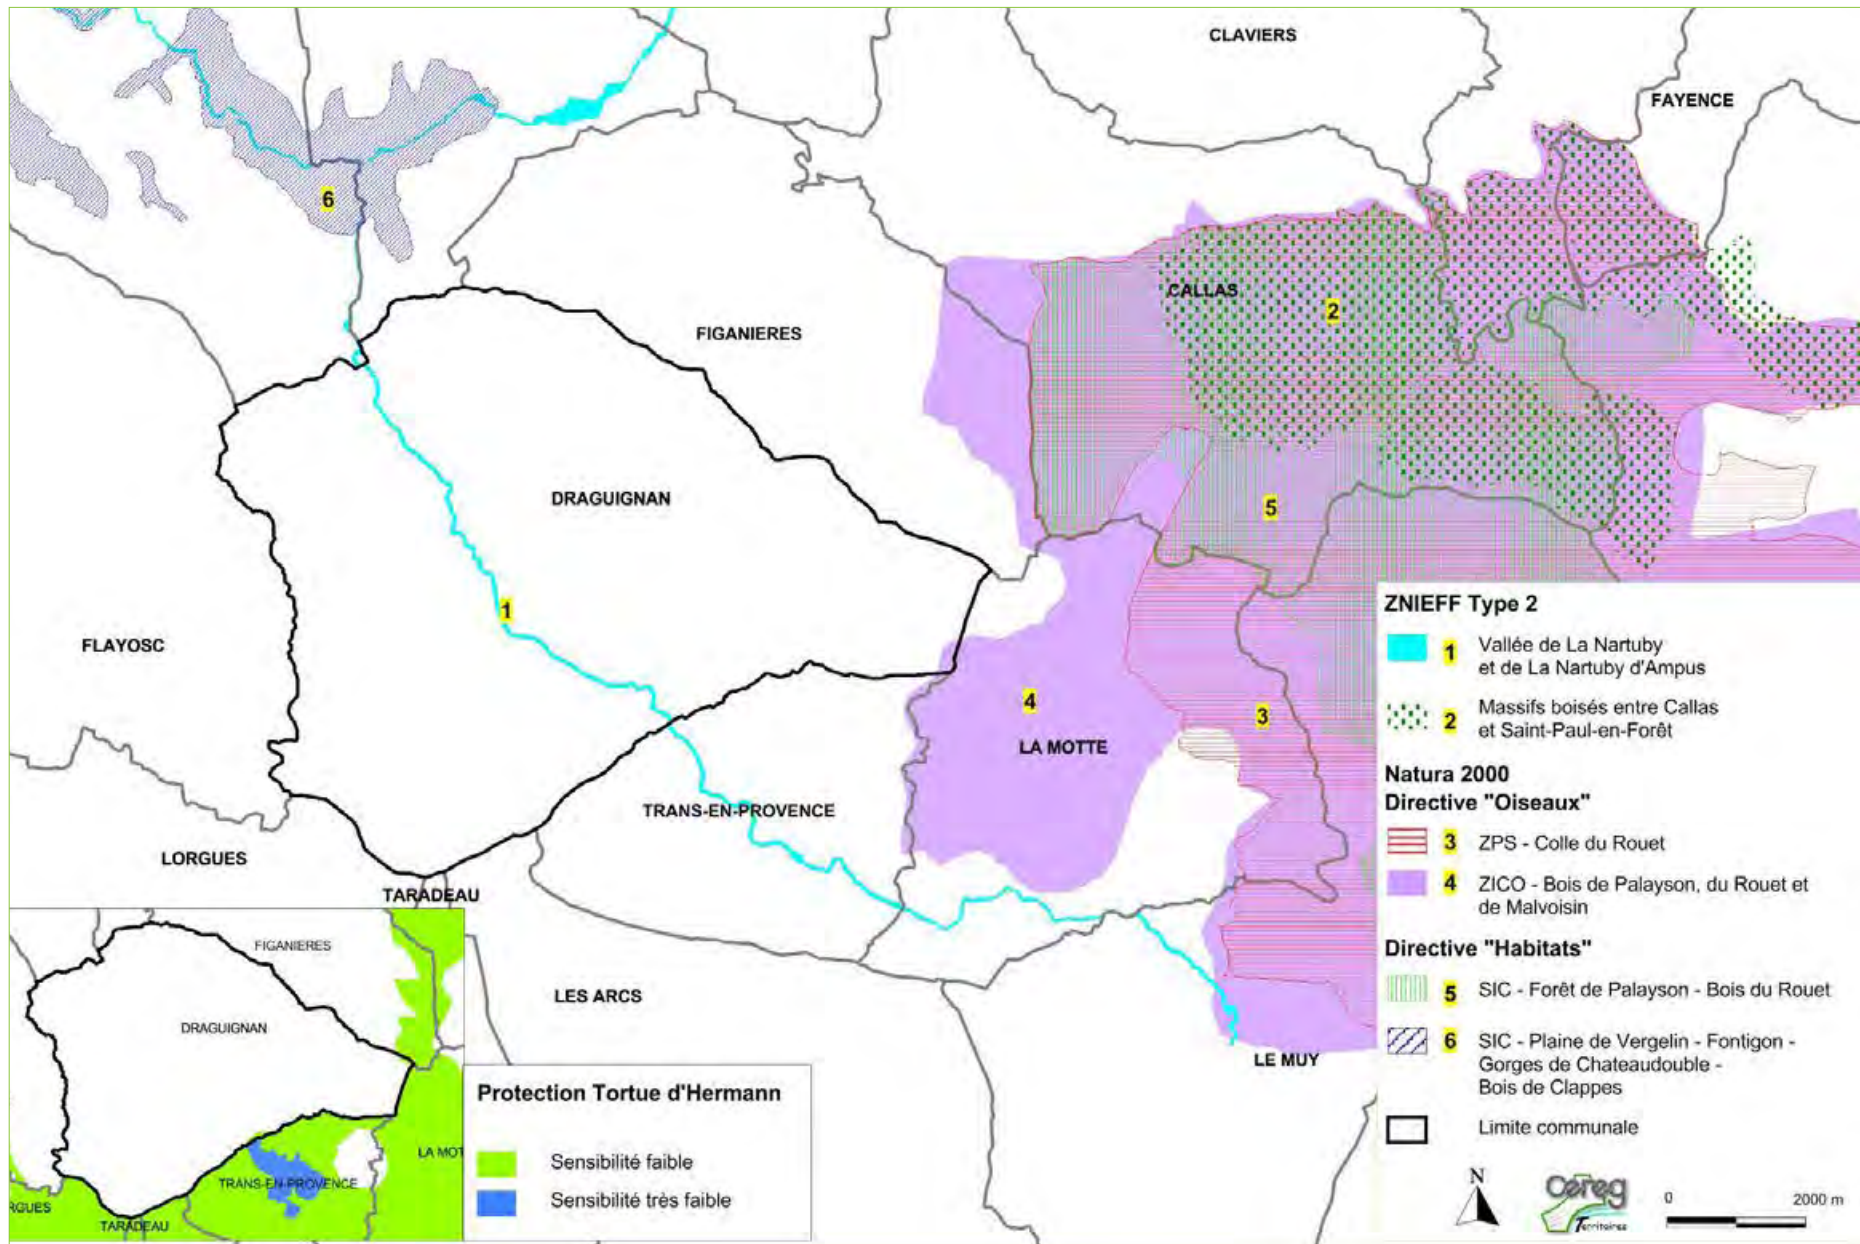 CLAVIERS
FAYENCE
6
CALLAS
2
FIGANIERES
DRAGUIGNAN
5
1
FLAYOSC
4
3
LA MOTTE
TRANS-EN-PROVENCE
LORGUES
TARADEAU
LES ARCS
LE MUY
ZNIEFF Type 2
1 Vallée de La Nartuby
et de La Nartuby d'Ampus
2 Massifs boisés entre Callas
et Saint-Paul-en-Forêt
Natura 2000
Directive "Oiseaux"
3 ZPS - Colle du Rouet
4 ZICO - Bois de Palayson, du Rouet et
de Malvoisin
Directive "Habitats"
5 SIC - Forêt de Palayson - Bois du Rouet
6 SIC - Plaine de Vergelin - Fontigon -
Gorges de Chateaudouble -
Bois de Clappes
Limite communale
N
Cereg
Territoires
0 2000 m
FIGANIERES
DRAGUIGNAN
LA MOT
TRANS-EN-PROVENCE
RGUES
TARADEAU
Protection Tortue d'Hermann
Sensibilité faible
Sensibilité très faible